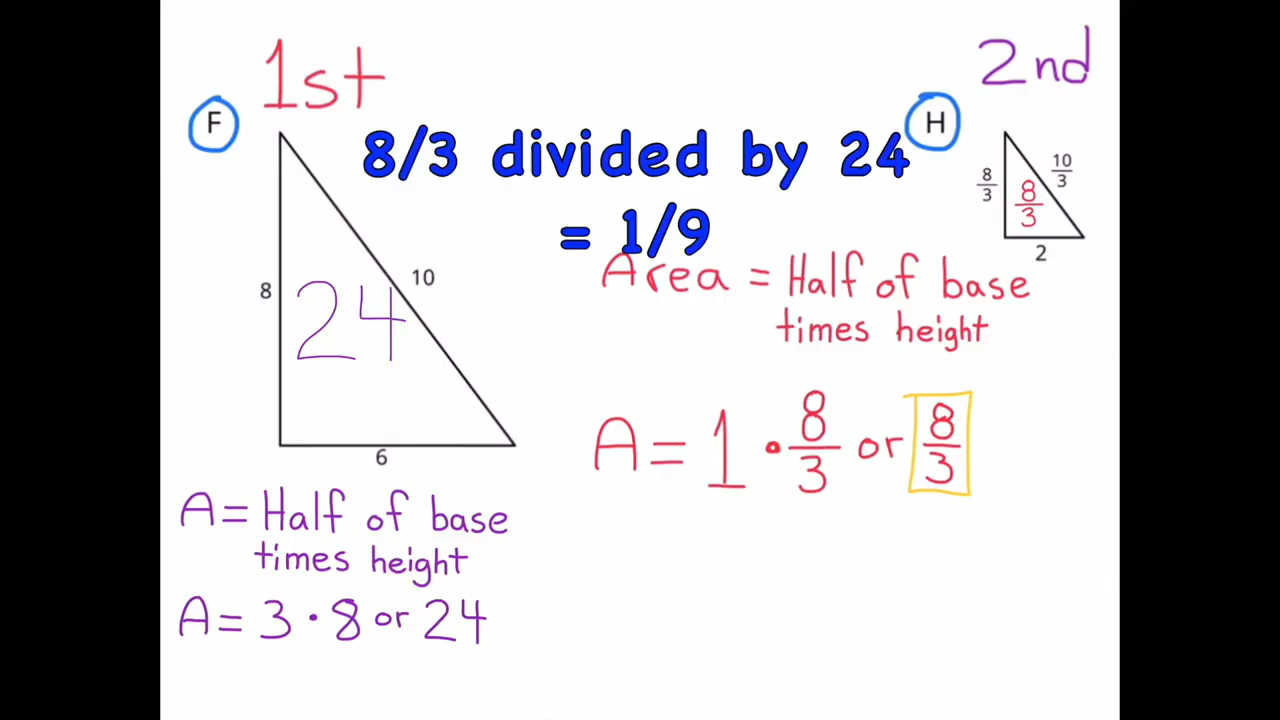 1st
2nd
F
H
8/3 divided by 24
= 1/9
8/3
10/3
8/3
2
8
10
24
6
Area = Half of base
times height
A = 1 · 8/3 or 8/3
A = Half of base
times height
A = 3 · 8 or 24